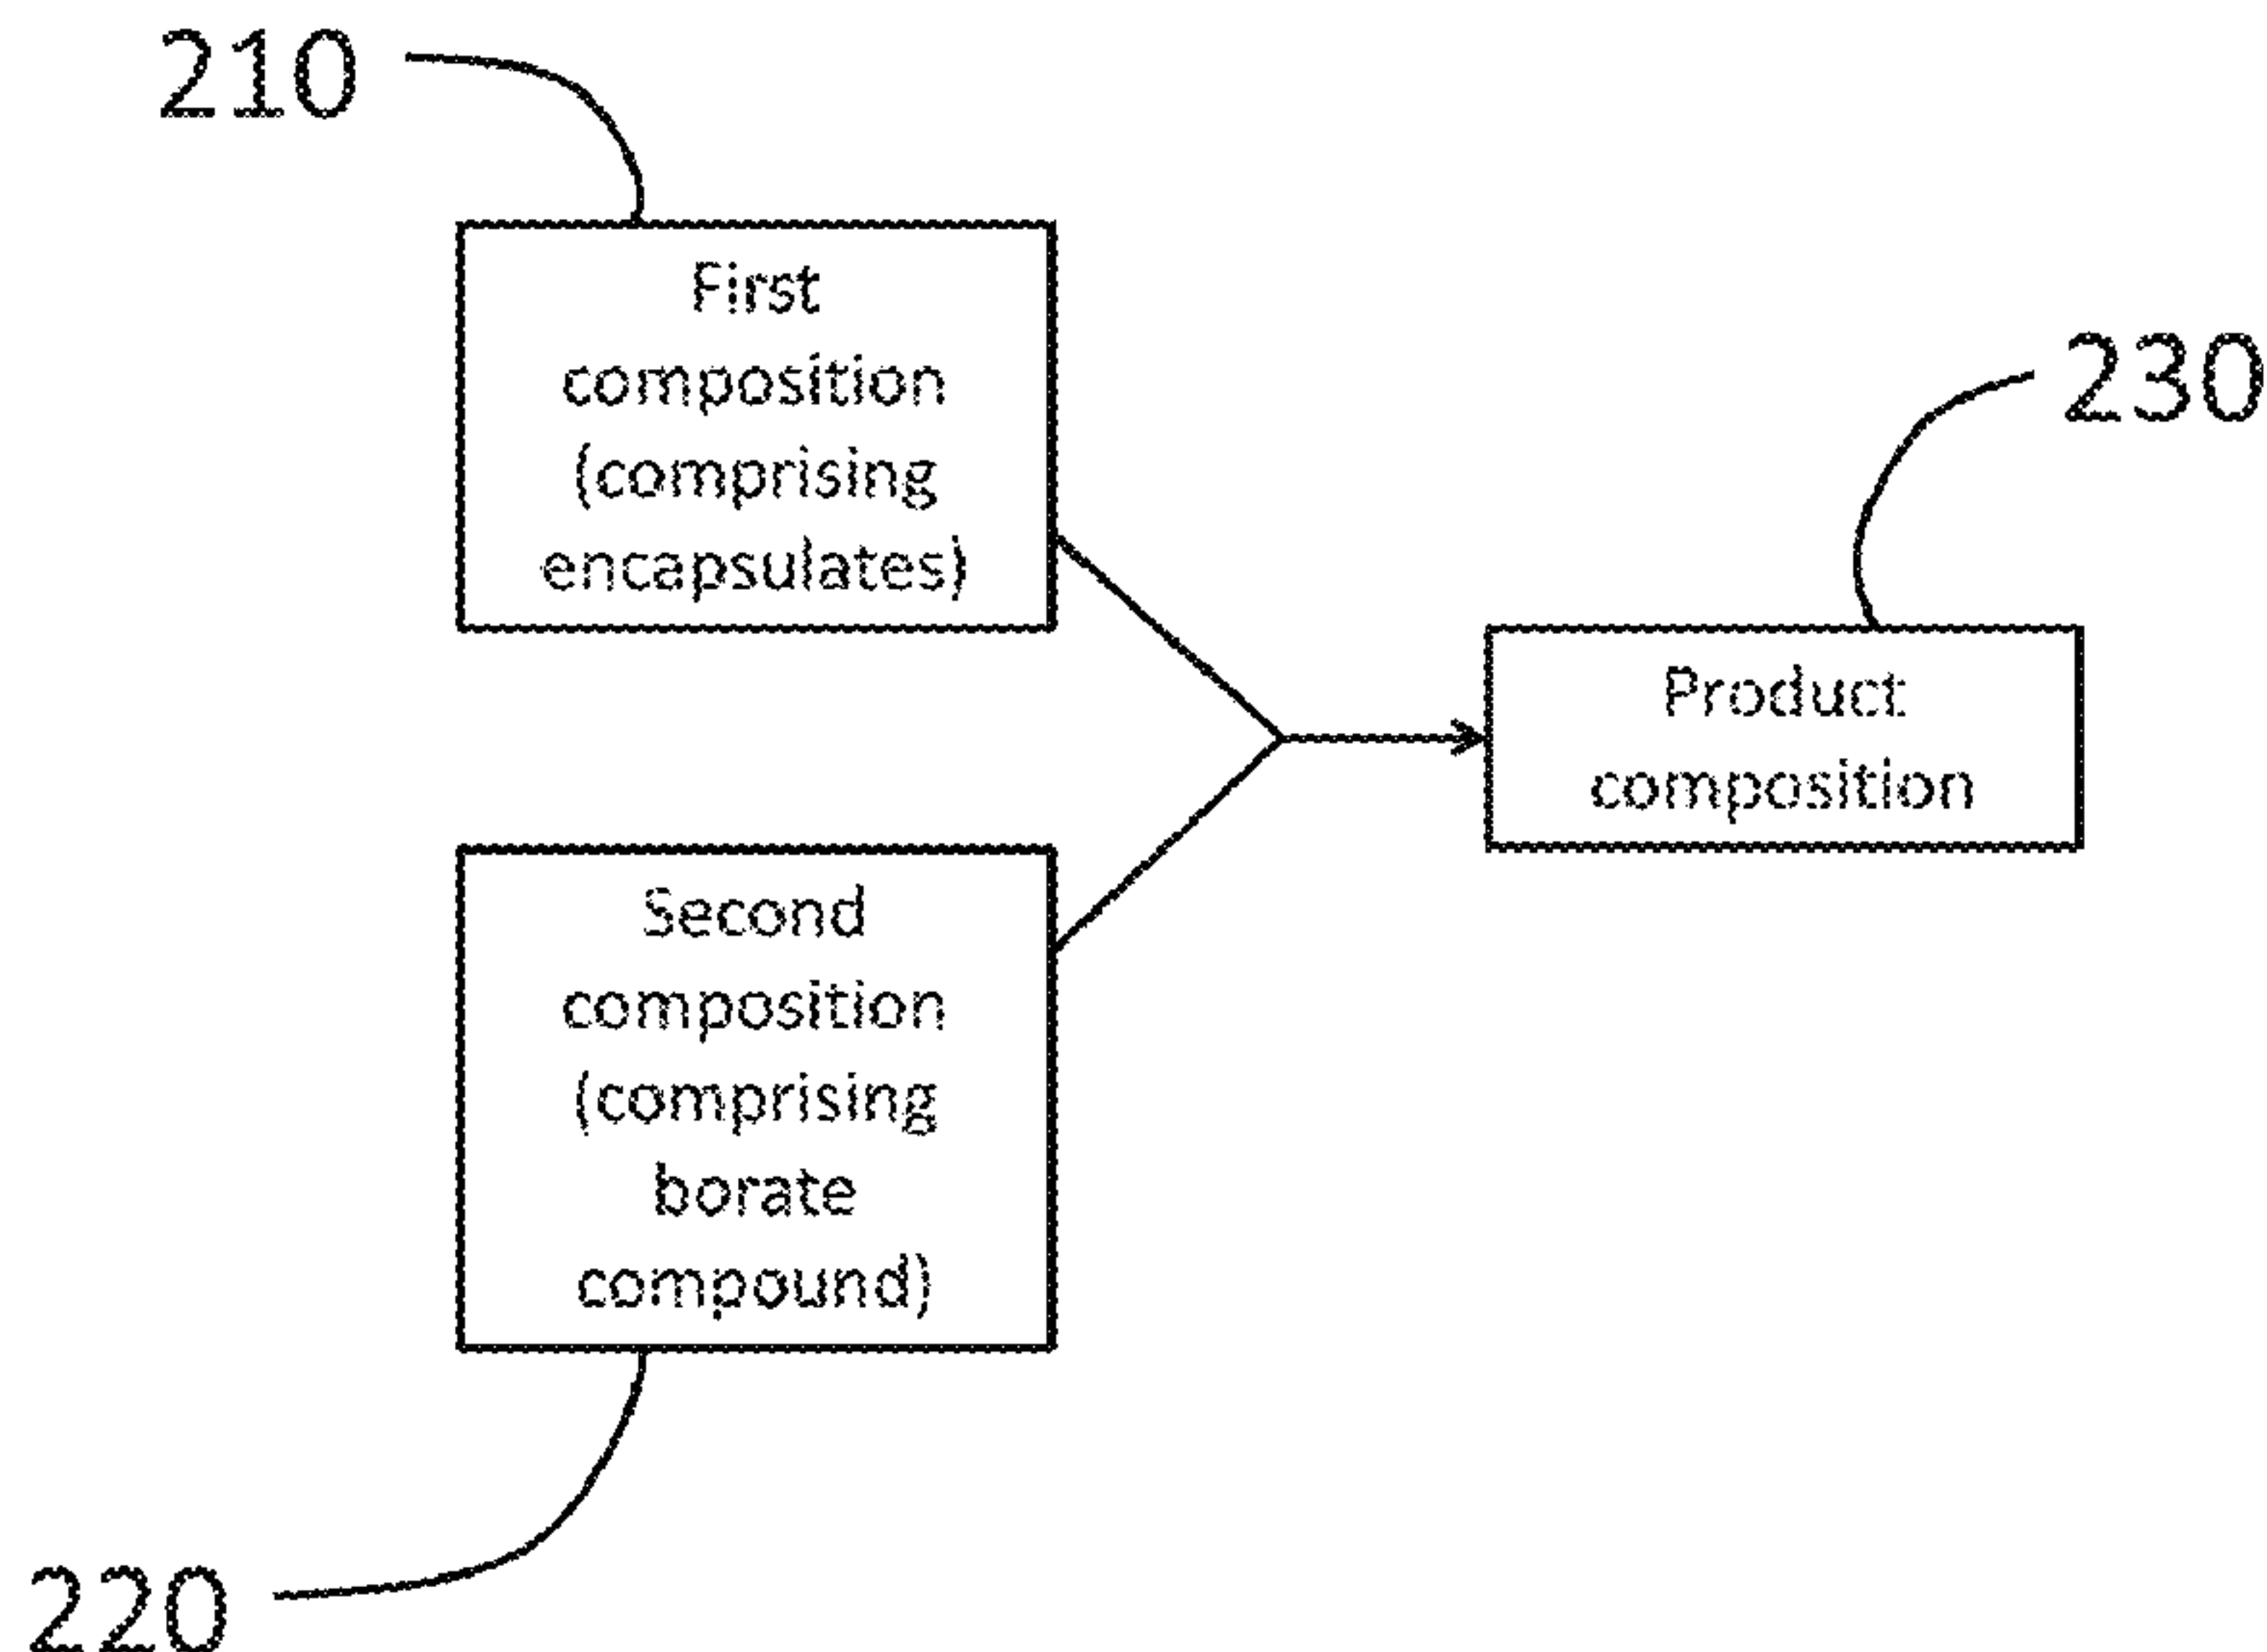 210
First
composition
(comprising
encapsulates)
230
Product
composition
Second
composition
(comprising
borate
compound)
220